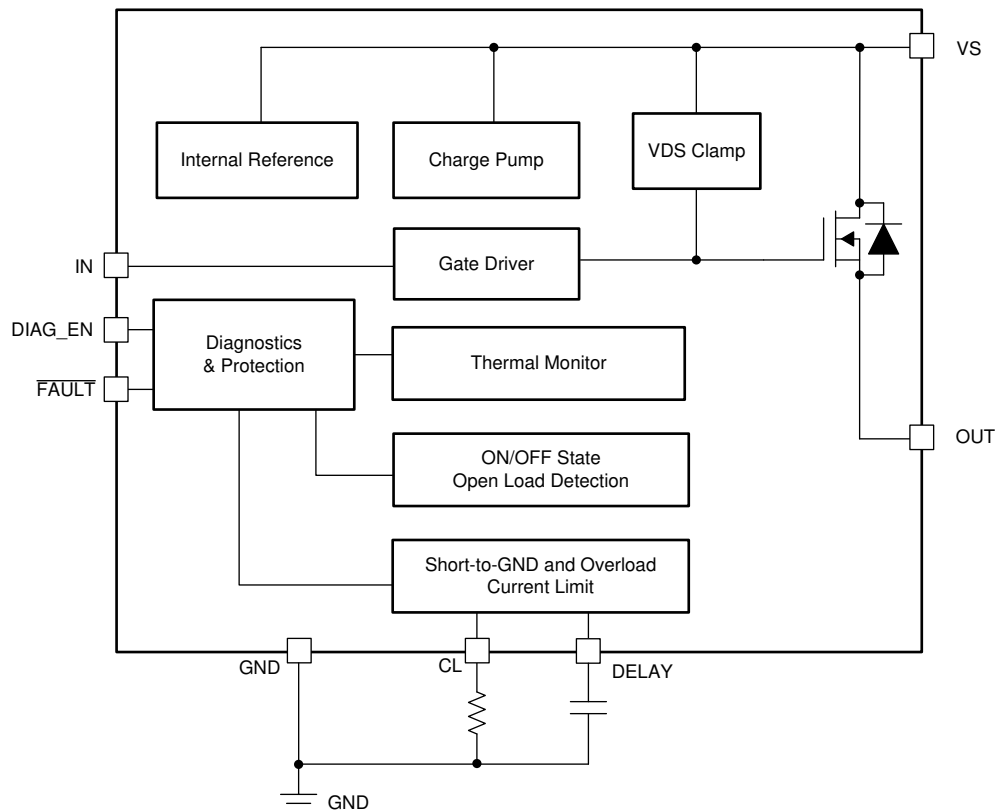 VS
Internal Reference
Charge Pump
VDS Clamp
IN
Gate Driver
DIAG_EN
Diagnostics
& Protection
Thermal Monitor
FAULT
OUT
ON/OFF State
Open Load Detection
Short-to-GND and Overload
Current Limit
GND
CL
DELAY
GND